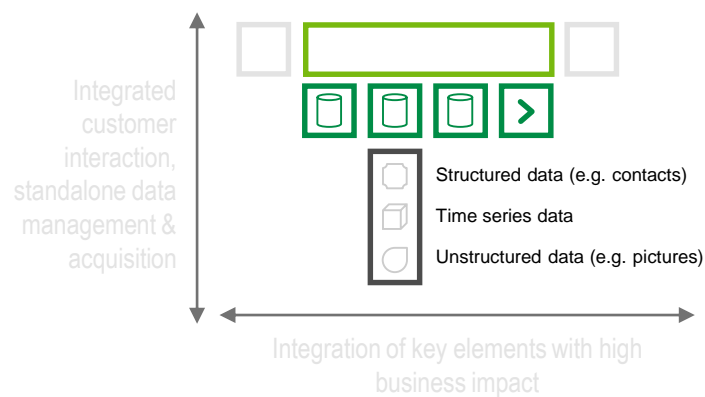 Integrated
customer
interaction,
standalone data
management &
acquisition
Structured data (e.g. contacts)
Time series data
Unstructured data (e.g. pictures)
Integration of key elements with high
business impact